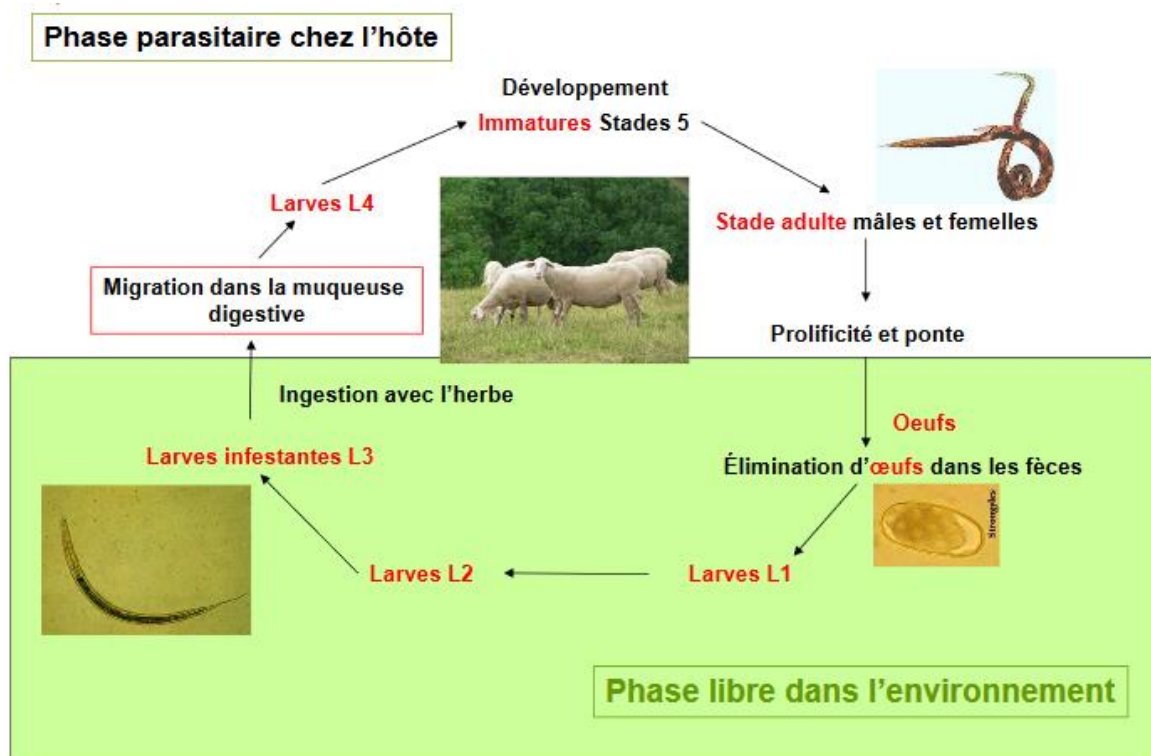 Phase parasitaire chez l'hôte
Développement
Immatures Stades 5
Larves L4
Stade adulte mâles et femelles
Migration dans la muqueuse
digestive
Prolificité et ponte
Ingestion avec l'herbe
Oeufs
Larves infestantes L3
Élimination d'œufs dans les fèces
Strongles
Larves L2
Larves L1
Phase libre dans l'environnement